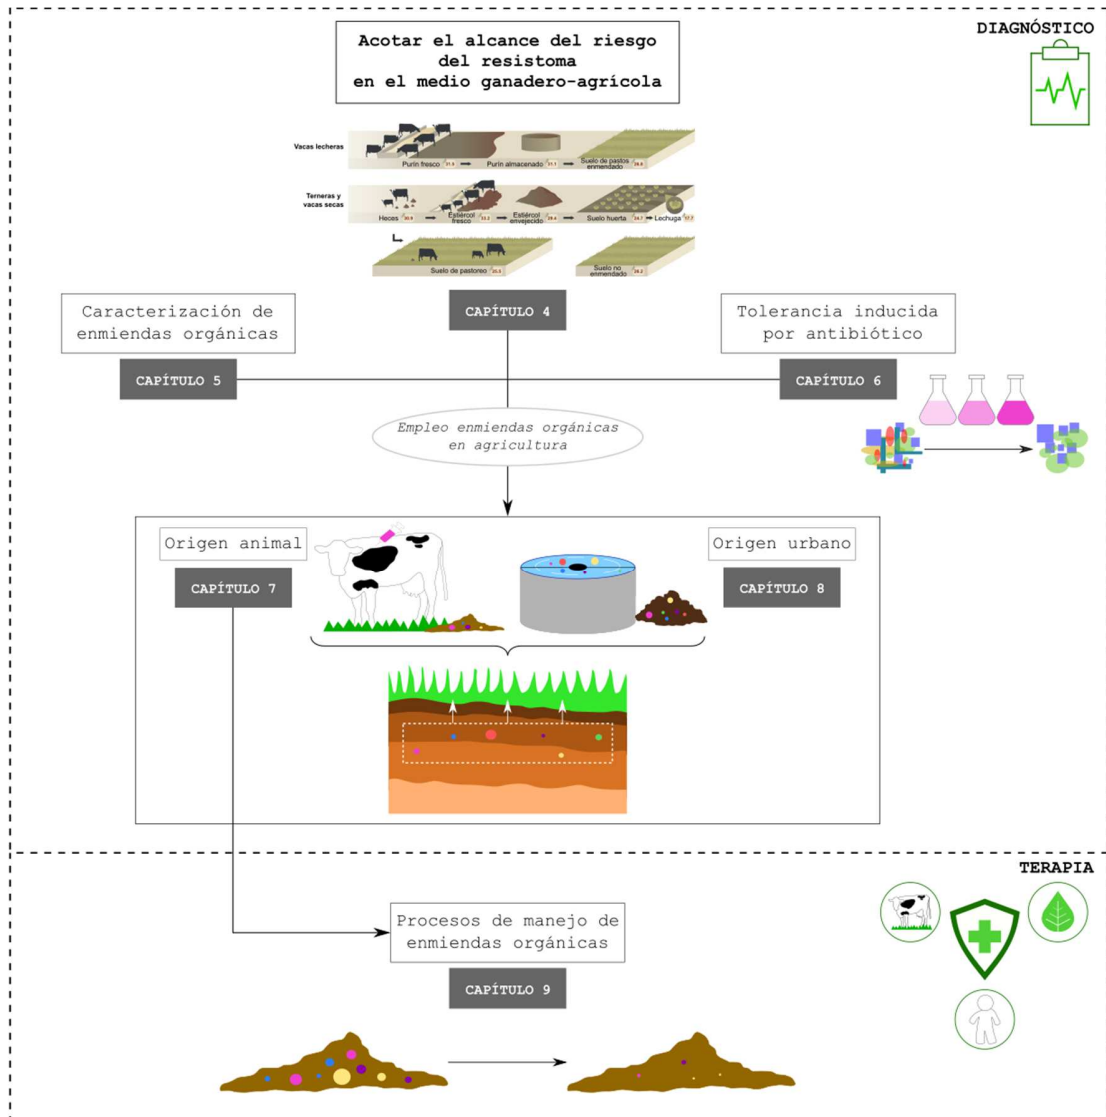 DIAGNÓSTICO
Acotar el alcance del riesgo
del resistoma
en el medio ganadero-agrícola
Vacas lecheras
Purín fresco
Purín almacenado
Suelo de pastos
enmendado
Terneras y
vacas secas
Heces
Estiércol
fresco
Estiércol
envejecido
Suelo huerta
Lechuga
Suelo de pastoreo
Suelo no
enmendado
CAPÍTULO 4
Caracterización de
enmiendas orgánicas
CAPÍTULO 5
Tolerancia inducida
por antibiótico
CAPÍTULO 6
Empleo enmiendas orgánicas
en agricultura
Origen animal
CAPÍTULO 7
Origen urbano
CAPÍTULO 8
TERAPIA
Procesos de manejo de
enmiendas orgánicas
CAPÍTULO 9